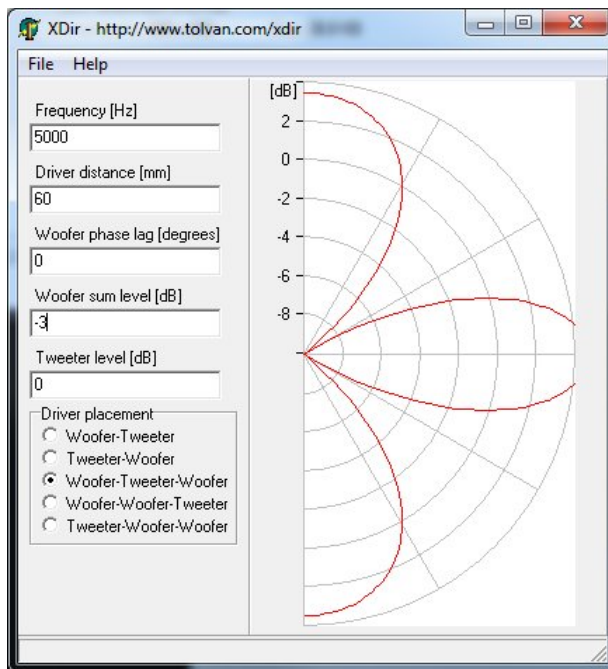 XDir - http://www.tolvan.com/xdir
File Help
Frequency [Hz]
5000
Driver distance [mm]
60
Woofer phase lag [degrees]
0
Woofer sum level [dB]
-3
Tweeter level [dB]
0
Driver placement
Woofer-Tweeter
Tweeter-Woofer
Woofer-Tweeter-Woofer
Woofer-Woofer-Tweeter
Tweeter-Woofer-Woofer
[dB]
2
0
-2
-4
-6
-8